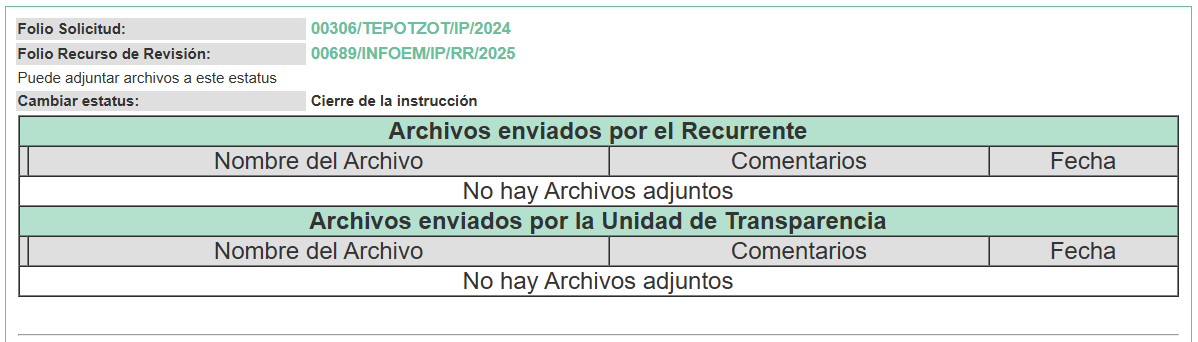 Folio Solicitud: 00306/TEPOTZOT/IP/2024
Folio Recurso de Revisión: 00689/INFOEM/IP/RR/2025
Puede adjuntar archivos a este estatus
Cambiar estatus: Cierre de la instrucción
Archivos enviados por el Recurrente
Nombre del Archivo Comentarios Fecha
No hay Archivos adjuntos
Archivos enviados por la Unidad de Transparencia
Nombre del Archivo Comentarios Fecha
No hay Archivos adjuntos